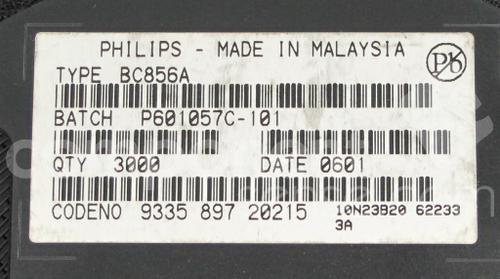 PHILIPS - MADE IN MALAYSIA
Pb
TYPE BC856A
BATCH P601057C-101
QTY 3000 DATE 0601
CODENO 9335 897 20215 10N23B20 62233
3A